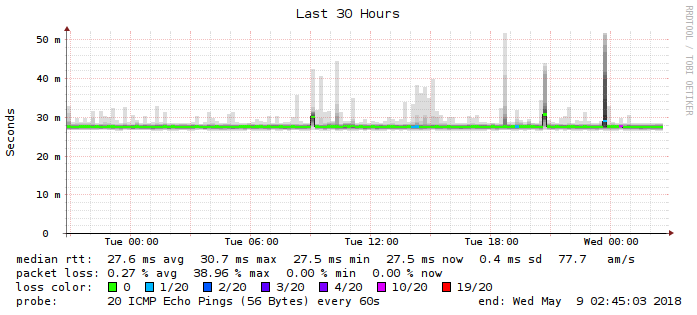 Last 30 Hours
RRDTOOL / TOBI OETIKER
Seconds
50 m
40 m
30 m
20 m
10 m
0
Tue 00:00 Tue 06:00 Tue 12:00 Tue 18:00 Wed 00:00
median rtt: 27.6 ms avg 30.7 ms max 27.5 ms min 27.5 ms now 0.4 ms sd 77.7 am/s
packet loss: 0.27 % avg 38.96 % max 0.00 % min 0.00 % now
loss color: 0 1/20 2/20 3/20 4/20 10/20 19/20
probe: 20 ICMP Echo Pings (56 Bytes) every 60s end: Wed May 9 02:45:03 2018